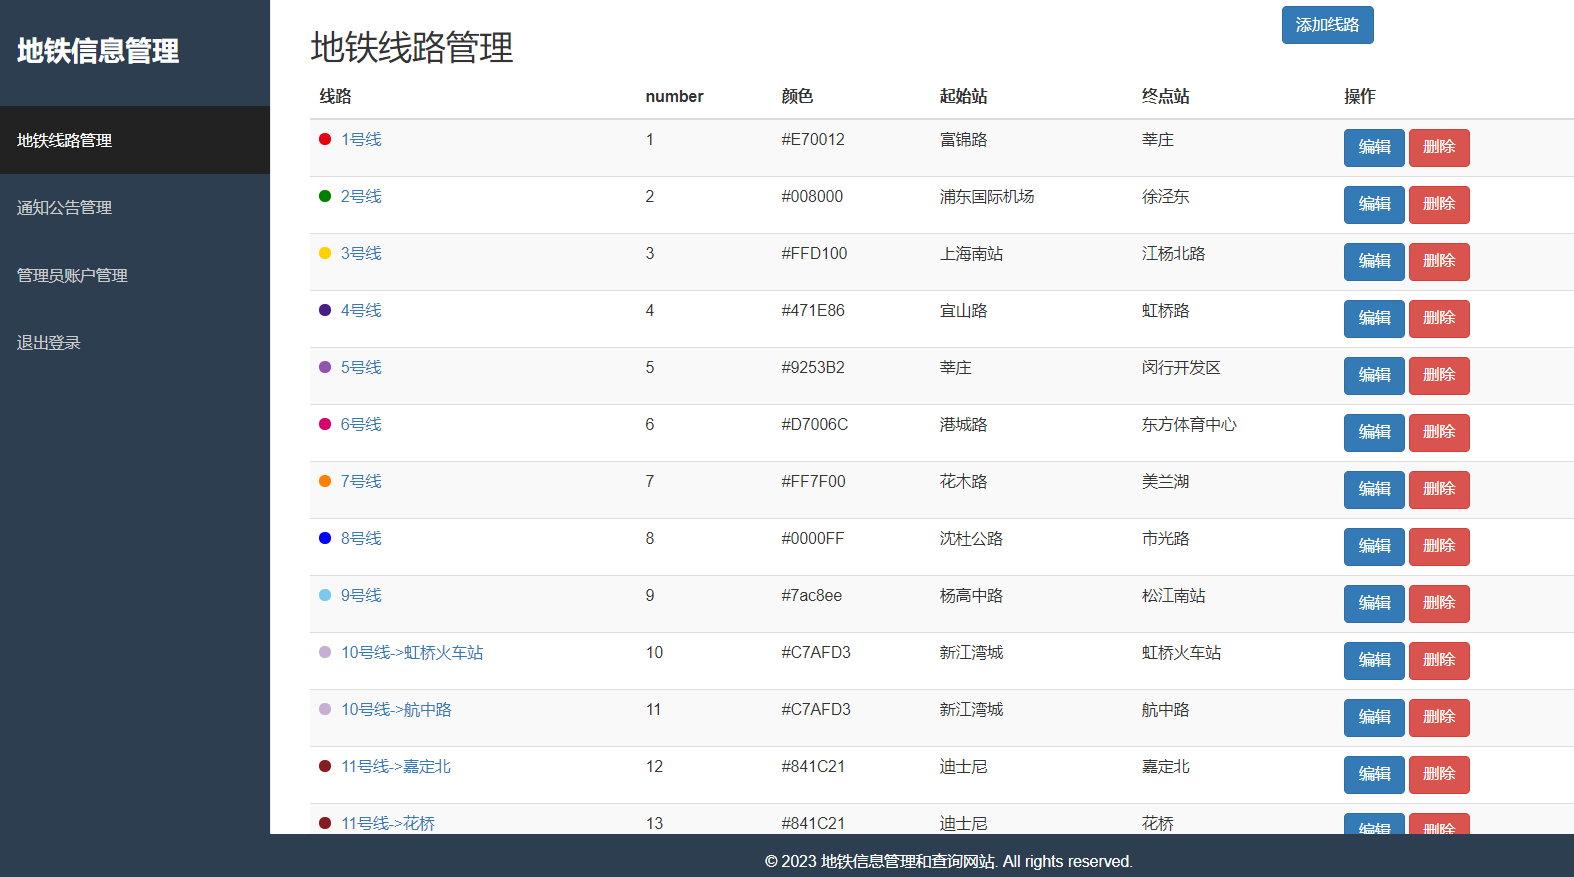 地铁信息管理
地铁线路管理
通知公告管理
管理员账户管理
退出登录
地铁线路管理
添加线路
线路 number 颜色 起始站 终点站 操作
1号线 1 #E70012 富锦路 莘庄 编辑 删除
2号线 2 #008000 浦东国际机场 徐泾东 编辑 删除
3号线 3 #FFD100 上海南站 江杨北路 编辑 删除
4号线 4 #471E86 宜山路 虹桥路 编辑 删除
5号线 5 #9253B2 莘庄 闵行开发区 编辑 删除
6号线 6 #D7006C 港城路 东方体育中心 编辑 删除
7号线 7 #FF7F00 花木路 美兰湖 编辑 删除
8号线 8 #0000FF 沈杜公路 市光路 编辑 删除
9号线 9 #7ac8ee 杨高中路 松江南站 编辑 删除
10号线->虹桥火车站 10 #C7AFD3 新江湾城 虹桥火车站 编辑 删除
10号线->航中路 11 #C7AFD3 新江湾城 航中路 编辑 删除
11号线->嘉定北 12 #841C21 迪士尼 嘉定北 编辑 删除
11号线->花桥 13 #841C21 迪士尼 花桥 编辑 删除
© 2023 地铁信息管理和查询网站. All rights reserved.